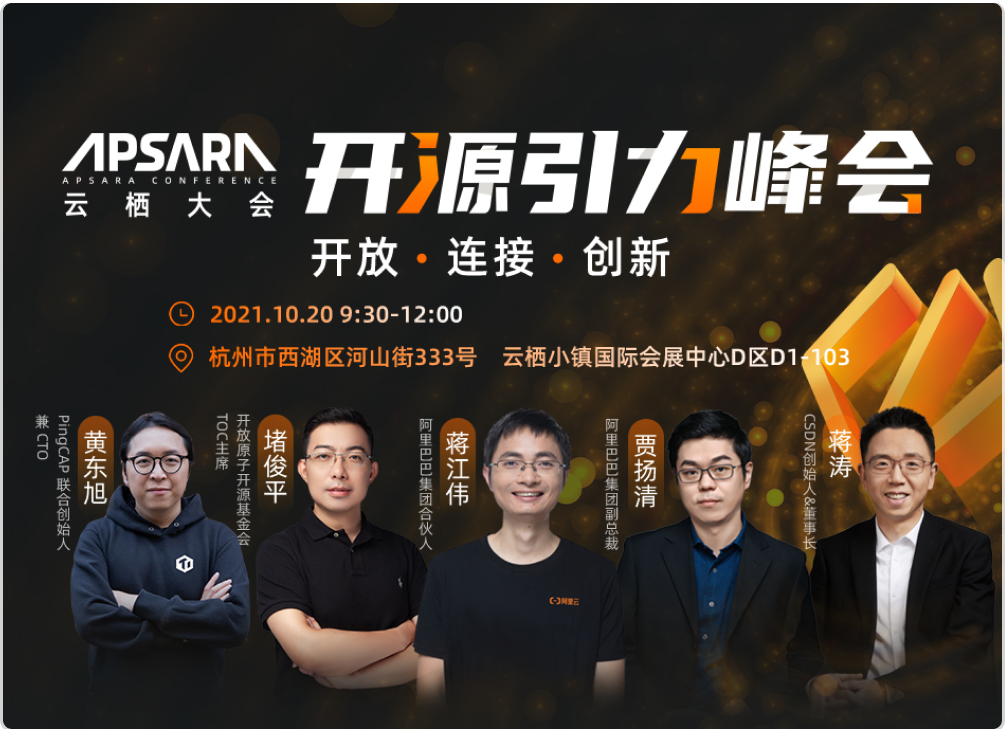 APSARA
APSARA CONFERENCE
云栖大会
开源引力峰会
开放·连接·创新
2021.10.20 9:30-12:00
杭州市西湖区河山街333号 云栖小镇国际会展中心D区D1-103
黄东旭
PingCAP 联合创始人
兼 CTO
堵俊平
开放原子开源基金会
TOC主席
蒋江伟
阿里巴巴集团合伙人
贾扬清
阿里巴巴集团副总裁
蒋涛
CSDN创始人&董事长
阿里云